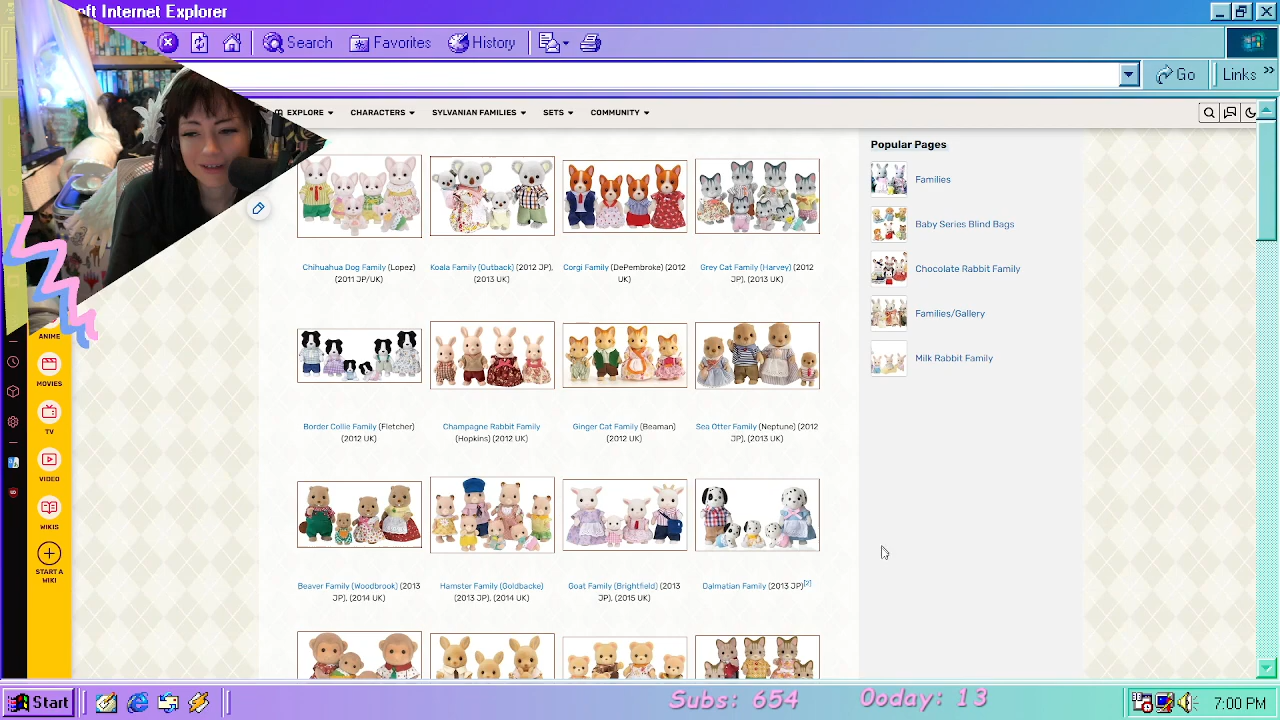 oft Internet Explorer
Search
Favorites
History
Go
Links
EXPLORE
CHARACTERS
SYLVANIAN FAMILIES
SETS
COMMUNITY
Popular Pages
Families
Baby Series Blind Bags
Chocolate Rabbit Family
Families/Gallery
Milk Rabbit Family
Chihuahua Dog Family (Lopez)
(2011 JP/UK)
Koala Family (Outback) (2012 JP),
(2013 UK)
Corgi Family (DePembroke) (2012
UK)
Grey Cat Family (Harvey) (2012
JP), (2013 UK)
Border Collie Family (Fletcher)
(2012 UK)
Champagne Rabbit Family
(Hopkins) (2012 UK)
Ginger Cat Family (Beaman)
(2012 UK)
Sea Otter Family (Neptune) (2012
JP), (2013 UK)
Beaver Family (Woodbrook) (2013
JP), (2014 UK)
Hamster Family (Goldbacke)
(2013 JP), (2014 UK)
Goat Family (Brightfield) (2013
JP), (2015 UK)
Dalmatian Family (2013 JP)[2]
ANIME
MOVIES
TV
VIDEO
WIKIS
START A
WIKI
Start
Subs: 654
Ooday: 13
7:00 PM